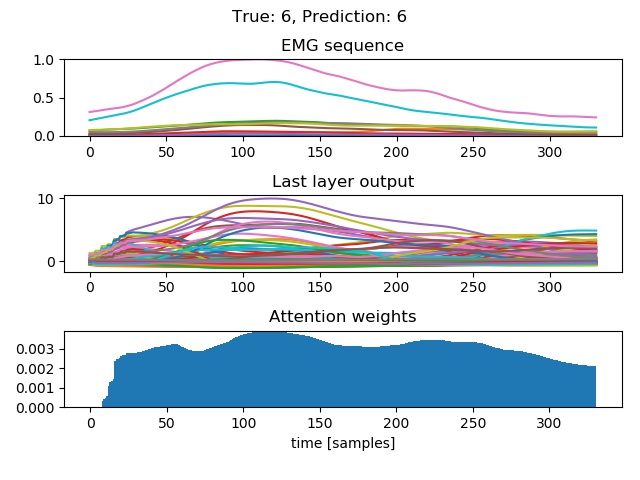 True: 6, Prediction: 6
EMG sequence
1.0
0.5
0.0
0 50 100 150 200 250 300
Last layer output
10
0
0 50 100 150 200 250 300
Attention weights
0.003
0.002
0.001
0.000
0 50 100 150 200 250 300
time [samples]